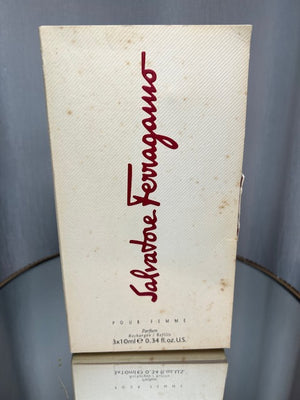 Salvatore Ferragamo
POUR FEMME
Parfum
Recharges / Refills
3x10ml ℮ 0.34 fl.oz.U.S.